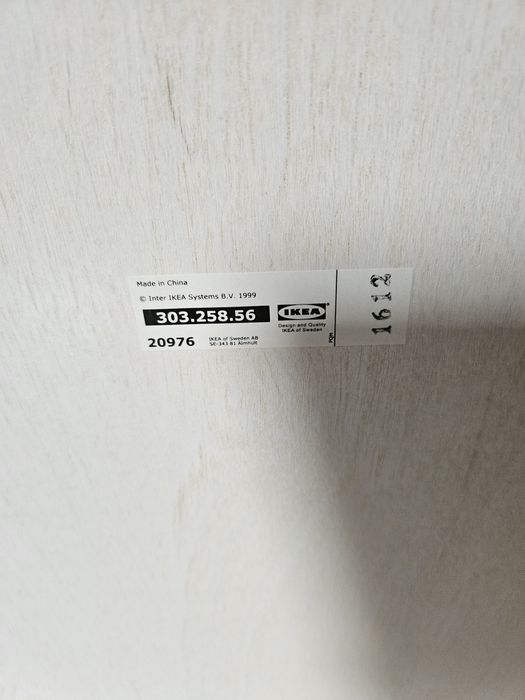 Made in China
© Inter IKEA Systems B.V. 1999
303.258.56
IKEA®
Design and Quality
IKEA of Sweden
20976
IKEA of Sweden AB
SE-343 81 Älmhult
1612